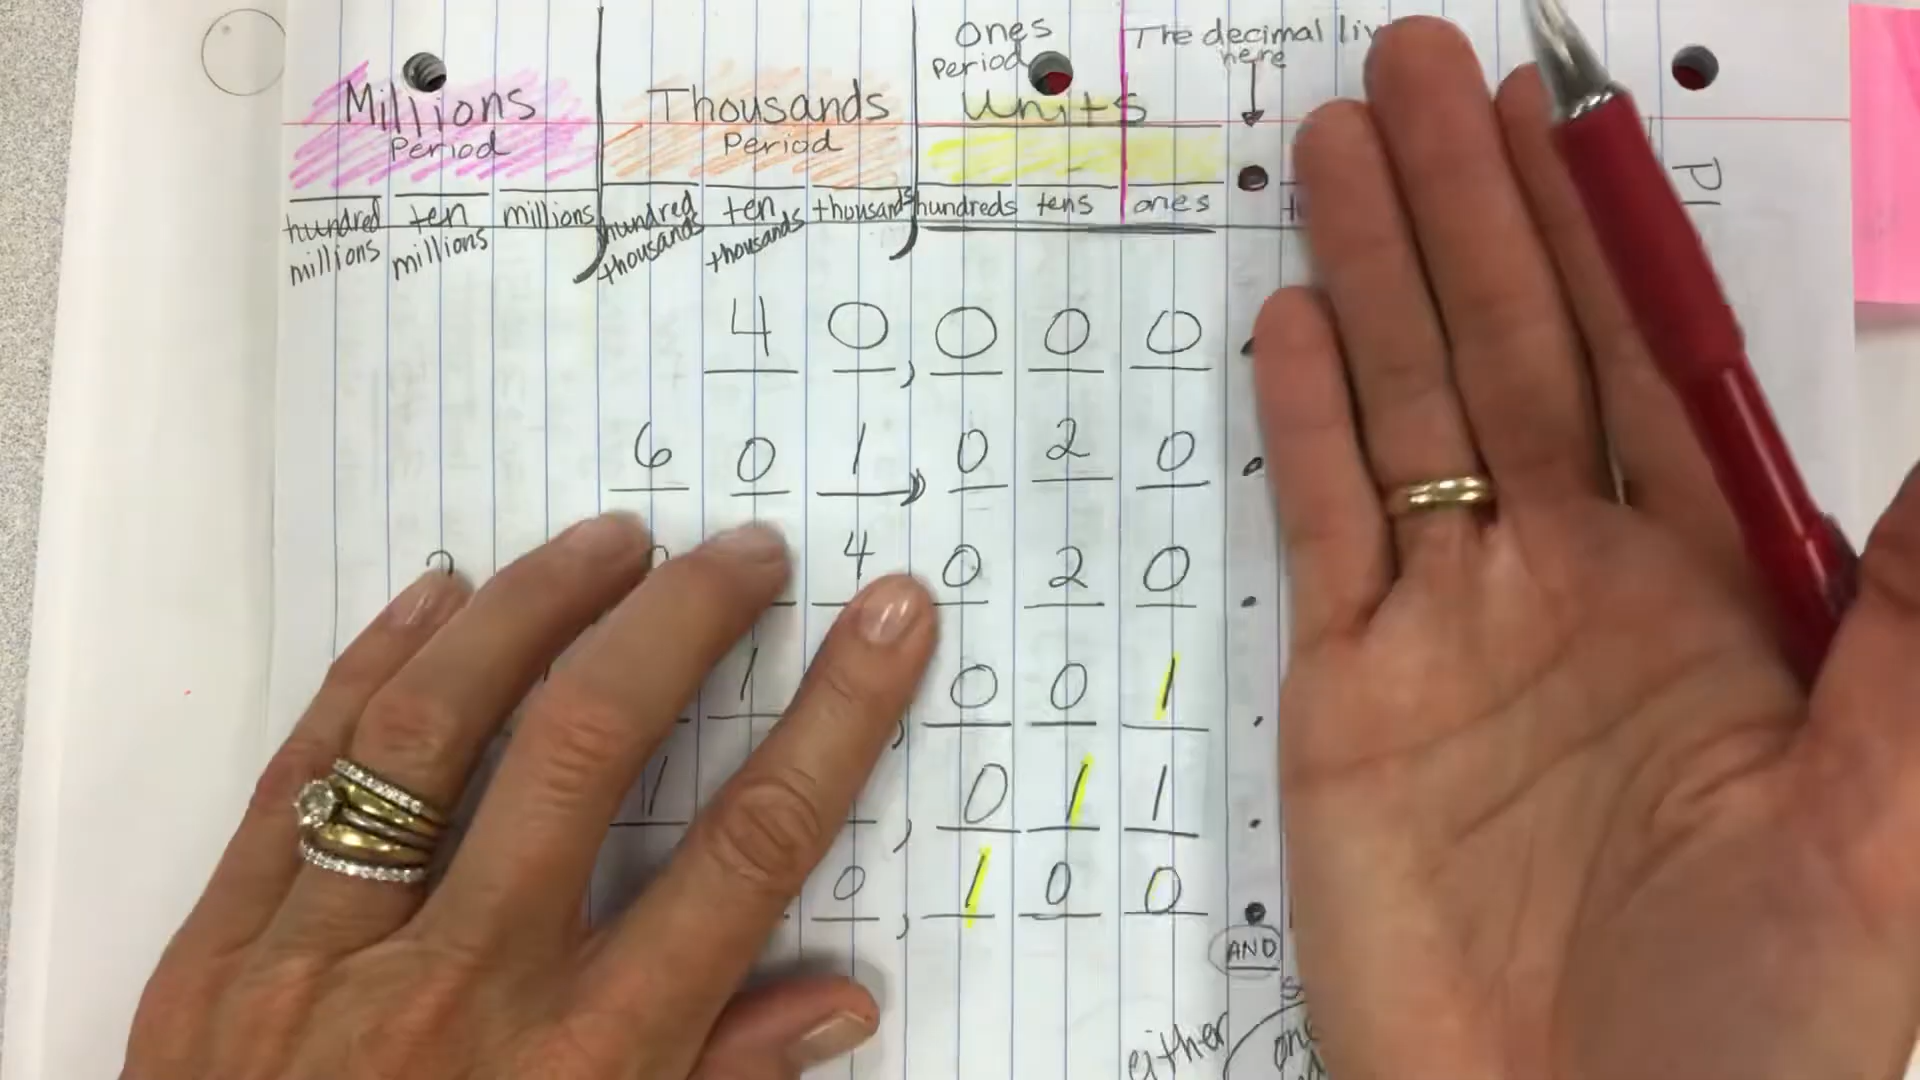 ones
Period
The decimal
here
Millions
Period
Thousands
Period
Units
hundred
millions
ten
millions
millions
hundred
thousands
ten
thousands
thousands
hundreds
tens
ones
4 0, 0 0 0 .
6 0 1, 0 2 0 .
4 0 2 0 .
1 , 0 0 1 .
1 , 0 1 1 .
0, 1 0 0 .
AND
either